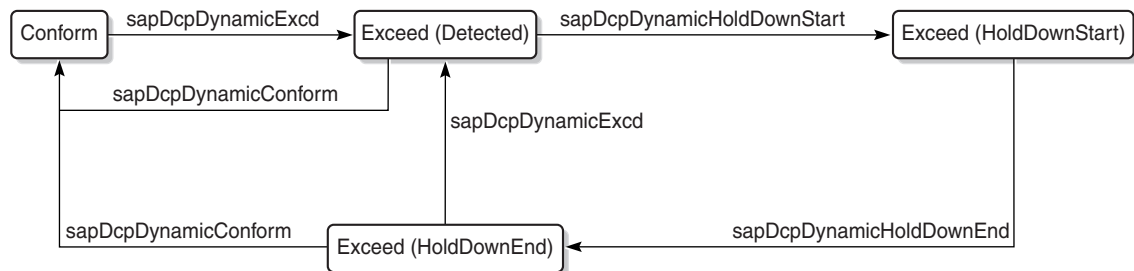 Conform
sapDcpDynamicExcd
Exceed (Detected)
sapDcpDynamicHoldDownStart
Exceed (HoldDownStart)
sapDcpDynamicConform
sapDcpDynamicExcd
sapDcpDynamicConform
Exceed (HoldDownEnd)
sapDcpDynamicHoldDownEnd